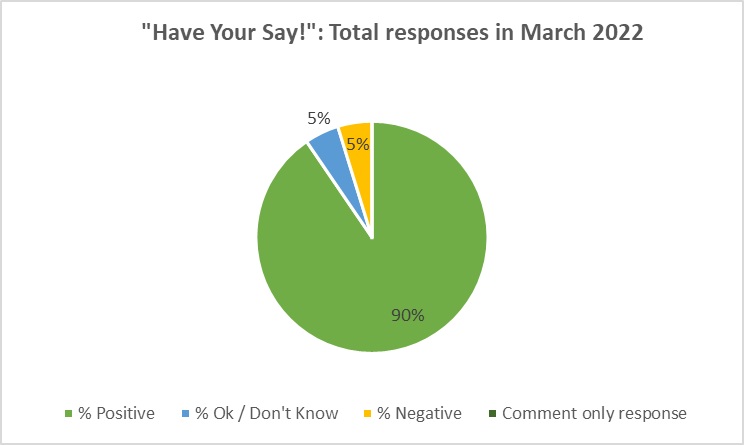 "Have Your Say!": Total responses in March 2022
5%
5%
90%
% Positive % Ok / Don't Know % Negative Comment only response